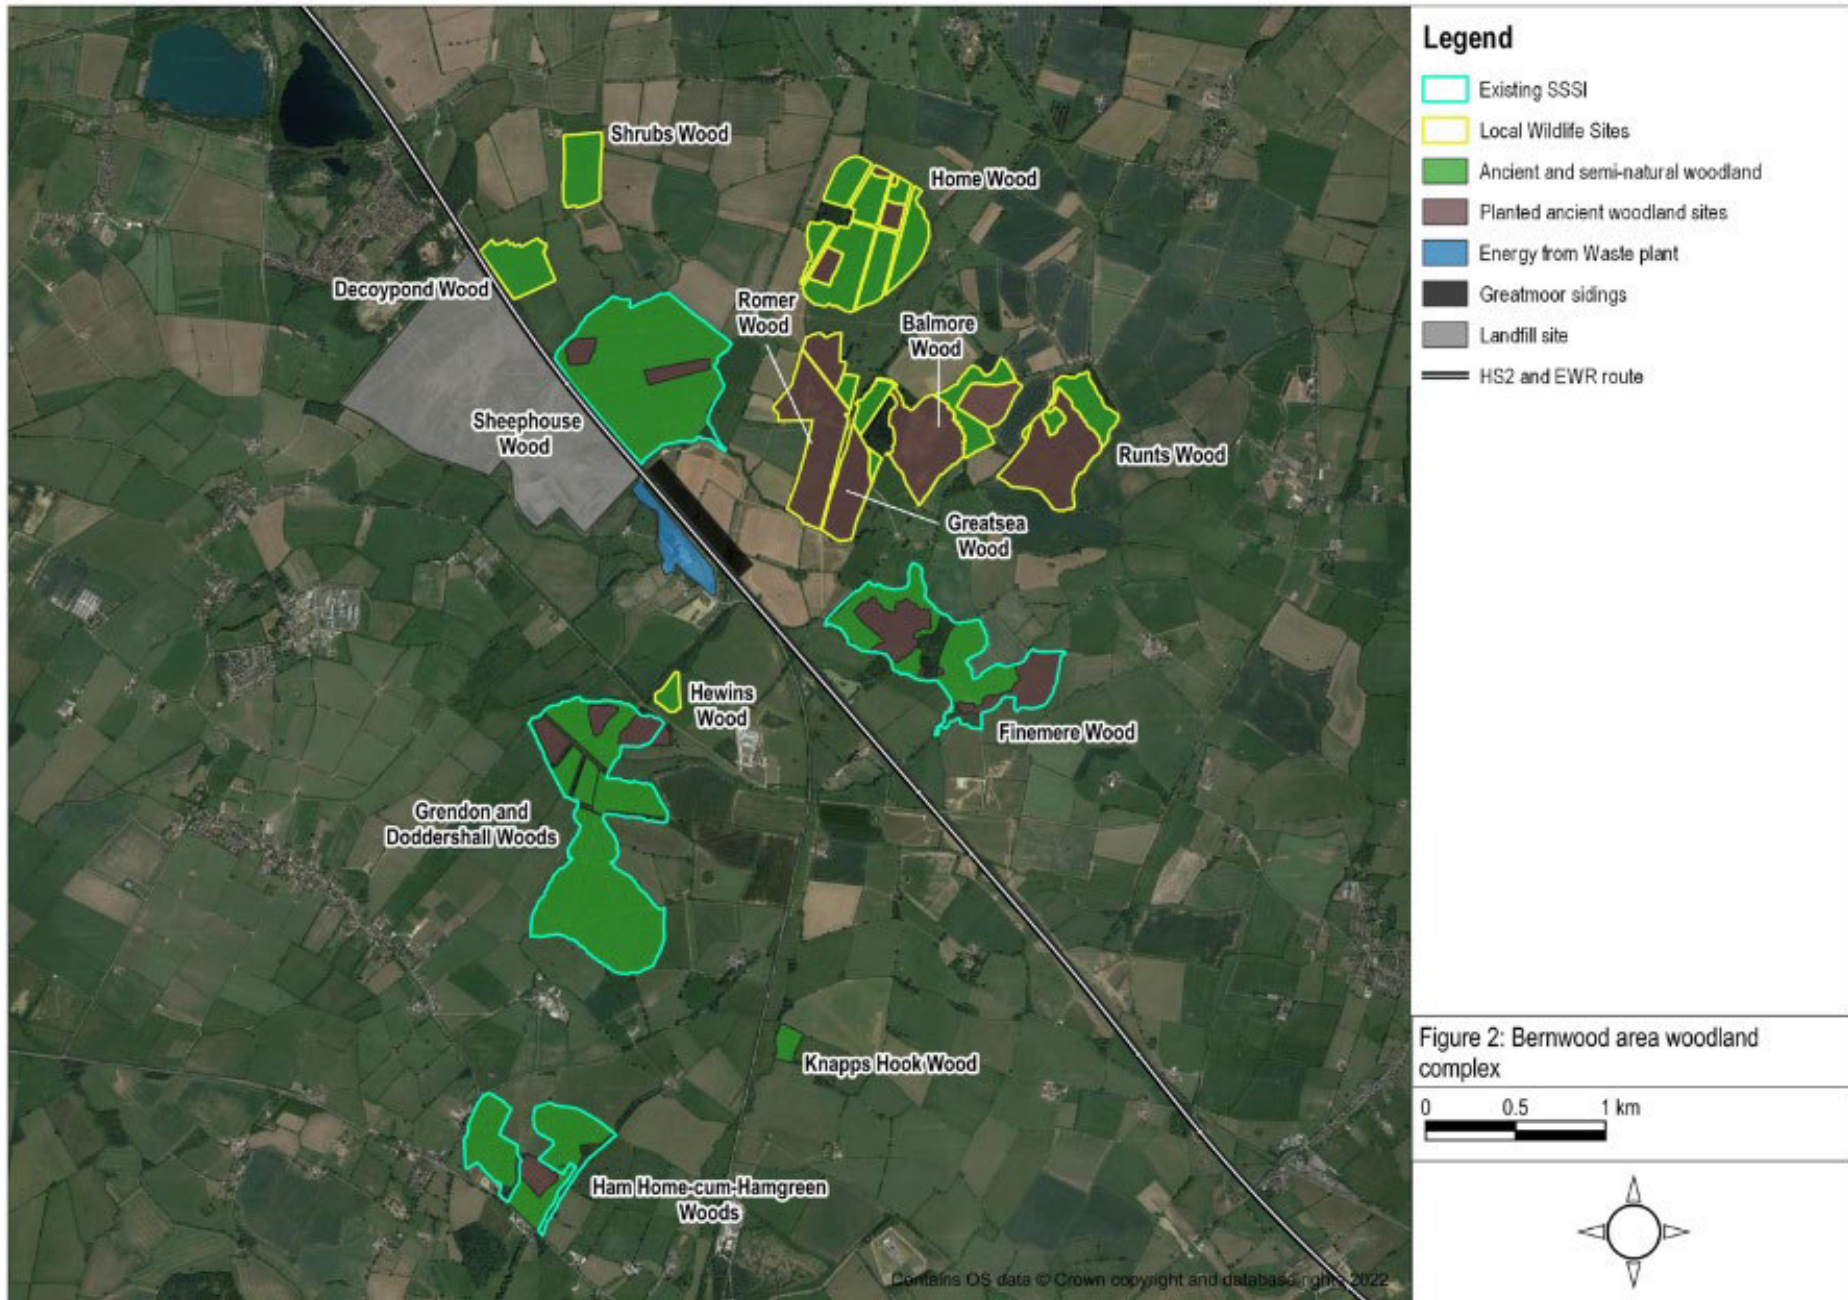 Shrubs Wood
Home Wood
Decoypond Wood
Romer
Wood
Balmore
Wood
Sheephouse
Wood
Runts Wood
Greatsea
Wood
Hewins
Wood
Finemere Wood
Grendon and
Doddershall Woods
Knapps Hook Wood
Ham Home-cum-Hamgreen
Woods
Contains OS data © Crown copyright and database rights 2022
Legend
Existing SSSI
Local Wildlife Sites
Ancient and semi-natural woodland
Planted ancient woodland sites
Energy from Waste plant
Greatmoor sidings
Landfill site
HS2 and EWR route
Figure 2: Bernwood area woodland
complex
0 0.5 1 km